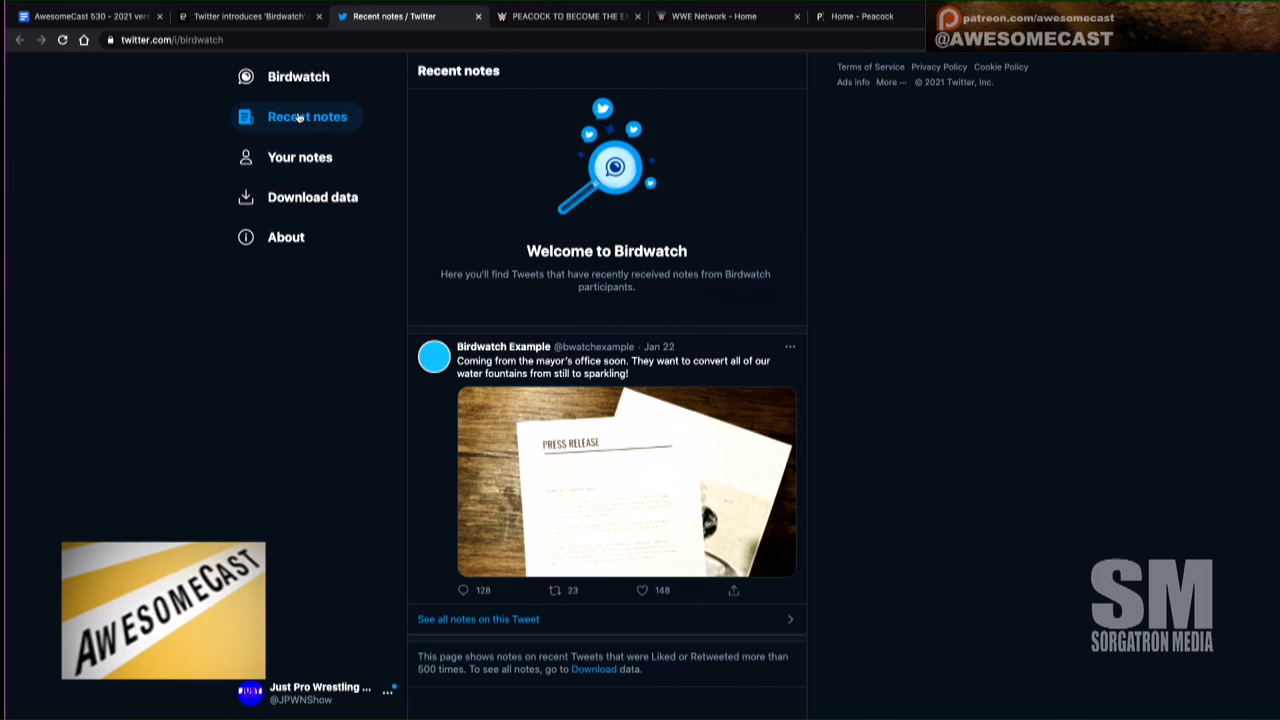 AwesomeCast 530 - 2021 vers
Twitter introduces 'Birdwatch'
Recent notes / Twitter
PEACOCK TO BECOME THE E
WWE Network - Home
Home - Peacock
patreon.com/awesomecast
@AWESOMECAST
twitter.com/i/birdwatch
Birdwatch
Recent notes
Your notes
Download data
About
Recent notes
Welcome to Birdwatch
Here you'll find Tweets that have recently received notes from Birdwatch
participants.
Birdwatch Example @bwatchexample · Jan 22
Coming from the mayor's office soon. They want to convert all of our
water fountains from still to sparkling!
PRESS RELEASE
128 23 148
See all notes on this Tweet
This page shows notes on recent Tweets that were Liked or Retweeted more than
500 times. To see all notes, go to Download data.
Terms of Service Privacy Policy Cookie Policy
Ads info More ··· © 2021 Twitter, Inc.
AWESOMECAST
JUST
Just Pro Wrestling ...
@JPWNShow
SM
SORGATRON MEDIA